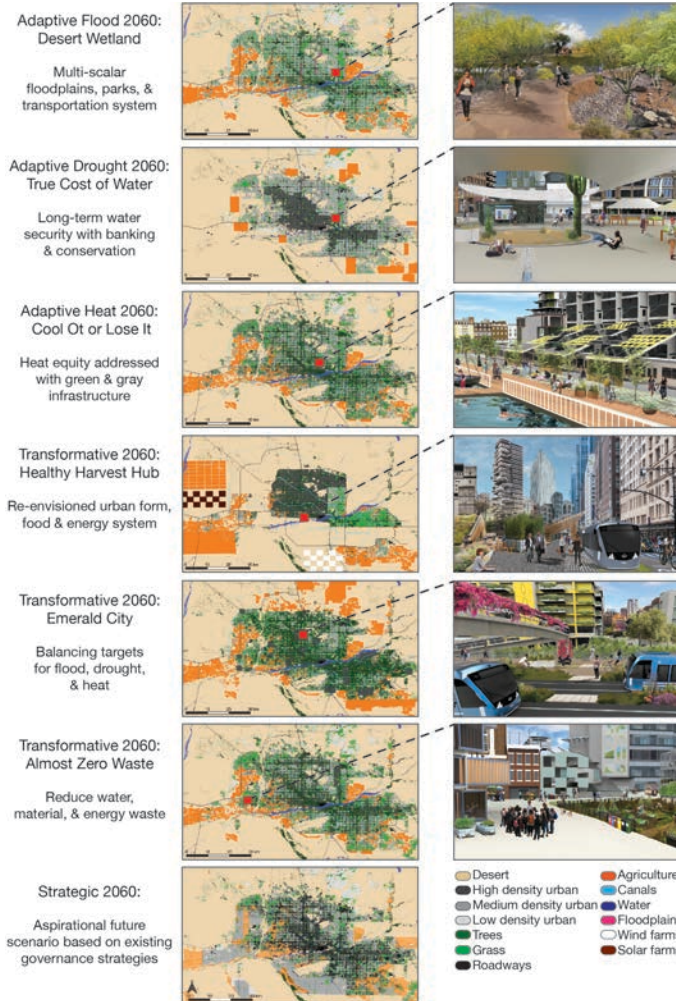 Adaptive Flood 2060:
Desert Wetland
Multi-scalar
floodplains, parks, &
transportation system
Adaptive Drought 2060:
True Cost of Water
Long-term water
security with banking
& conservation
Adaptive Heat 2060:
Cool Ot or Lose It
Heat equity addressed
with green & gray
infrastructure
Transformative 2060:
Healthy Harvest Hub
Re-envisioned urban form,
food & energy system
Transformative 2060:
Emerald City
Balancing targets
for flood, drought,
& heat
Transformative 2060:
Almost Zero Waste
Reduce water,
material, & energy waste
Strategic 2060:
Aspirational future
scenario based on existing
governance strategies
Desert
High density urban
Medium density urban
Low density urban
Trees
Grass
Roadways
Agriculture
Canals
Water
Floodplain
Wind farm
Solar farm